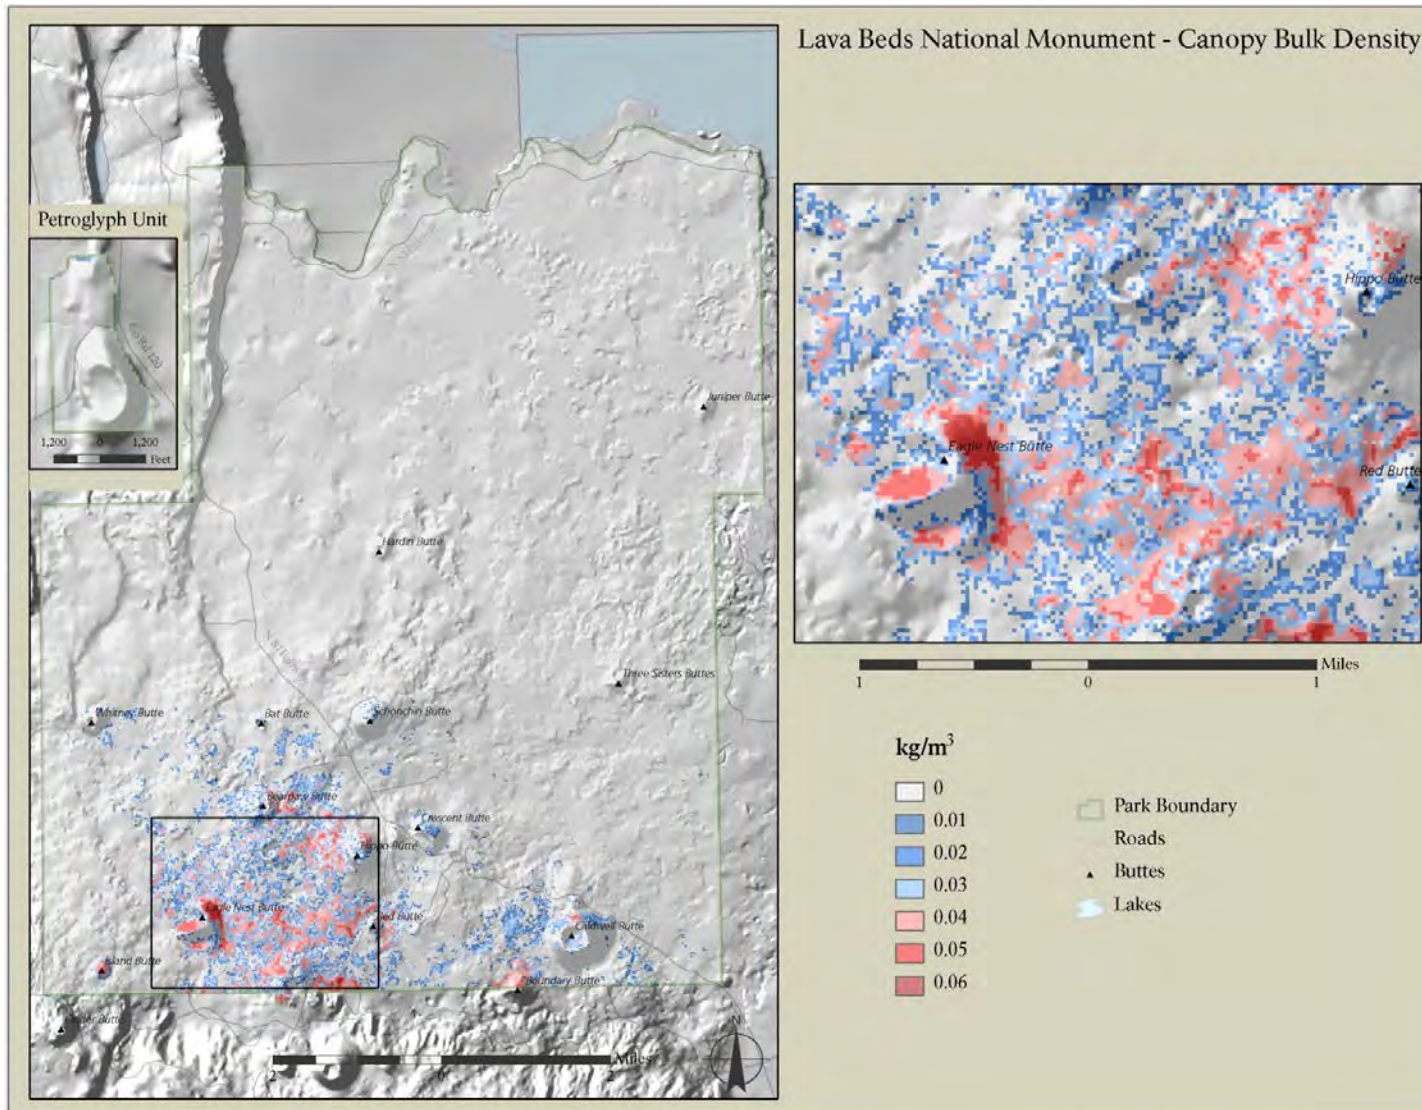 Lava Beds National Monument - Canopy Bulk Density
Petroglyph Unit
1,200 0 1,200
Feet
Juniper Butte
Hardin Butte
Three Sisters Buttes
Whitney Butte
Bat Butte
Schonchin Butte
Bearpaw Butte
Crescent Butte
Hippo Butte
Eagle Nest Butte
Red Butte
Caldwell Butte
Island Butte
"Boundary Butte"
N
Miles
2 0 2
Hippo Butte
Eagle Nest Butte
Red Butte
Miles
1 0 1
kg/m³
0
0.01
0.02
0.03
0.04
0.05
0.06
Park Boundary
Roads
Buttes
Lakes